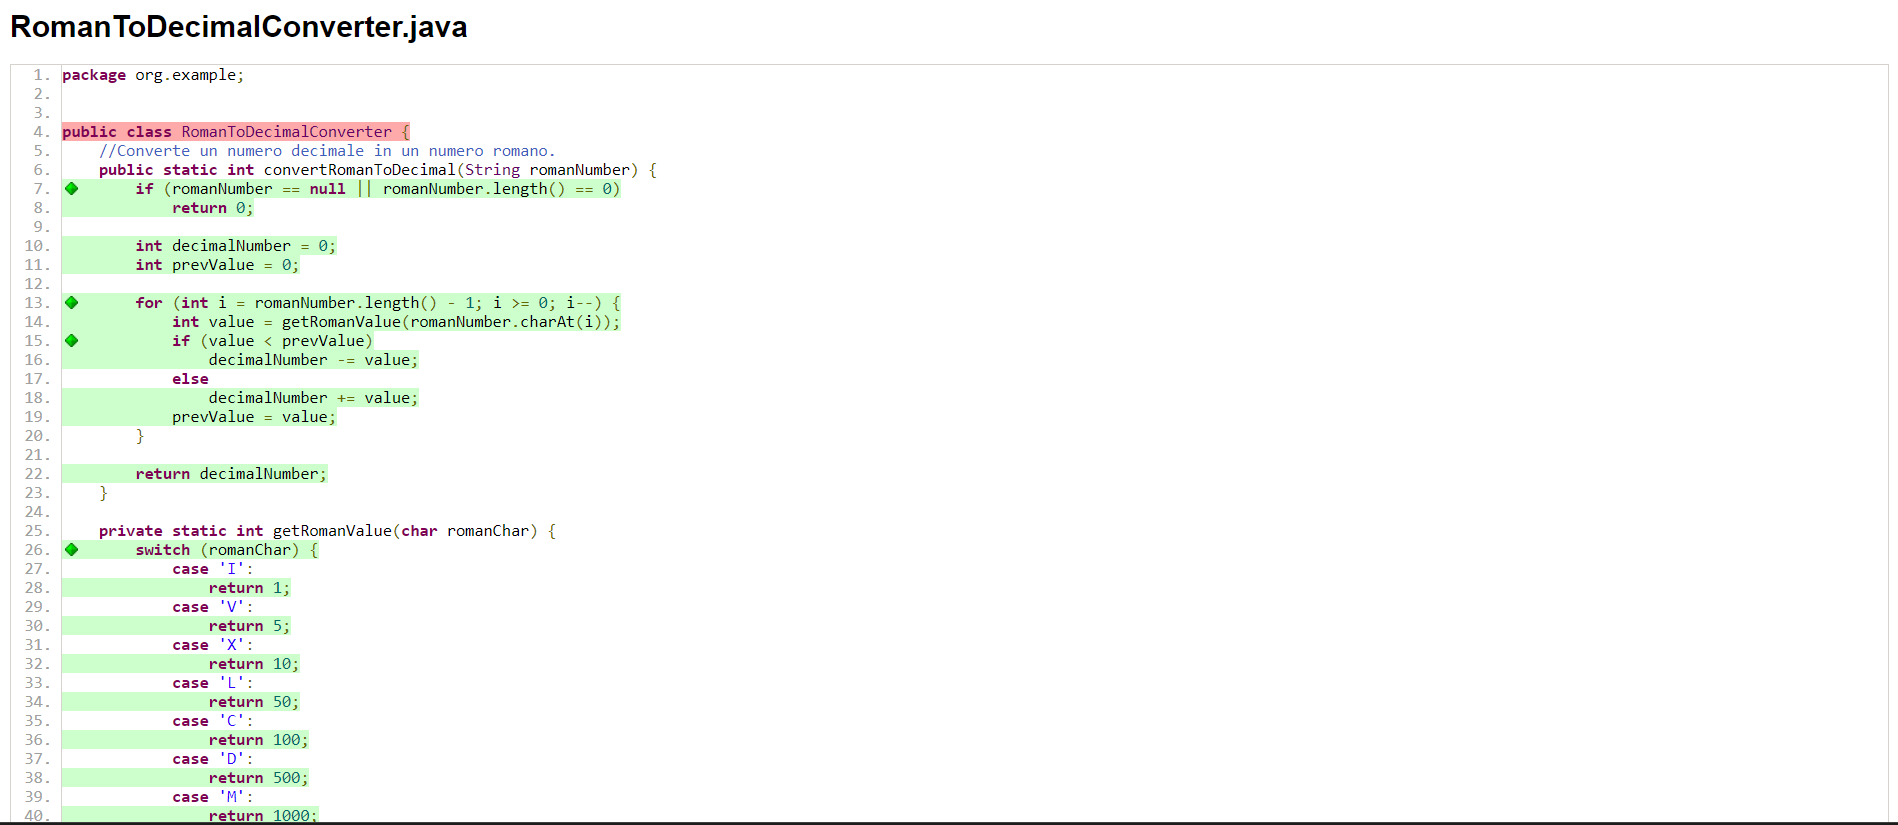 RomanToDecimalConverter.java
1. package org.example;
2.
3.
4. public class RomanToDecimalConverter {
5.     //Converte un numero decimale in un numero romano.
6.     public static int convertRomanToDecimal(String romanNumber) {
7.         if (romanNumber == null || romanNumber.length() == 0)
8.             return 0;
9.
10.         int decimalNumber = 0;
11.         int prevValue = 0;
12.
13.         for (int i = romanNumber.length() - 1; i >= 0; i--) {
14.             int value = getRomanValue(romanNumber.charAt(i));
15.             if (value < prevValue)
16.                 decimalNumber -= value;
17.             else
18.                 decimalNumber += value;
19.             prevValue = value;
20.         }
21.
22.         return decimalNumber;
23.     }
24.
25.     private static int getRomanValue(char romanChar) {
26.         switch (romanChar) {
27.             case 'I':
28.                 return 1;
29.             case 'V':
30.                 return 5;
31.             case 'X':
32.                 return 10;
33.             case 'L':
34.                 return 50;
35.             case 'C':
36.                 return 100;
37.             case 'D':
38.                 return 500;
39.             case 'M':
40.                 return 1000;